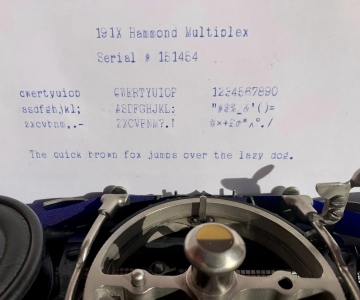 191X Hammond Multiplex
Serial # 151454
qwertyuiop QWERTYUIOP 1234567890
asdfghjkl; ASDFGHJKL:
zxcvbnm,.-
The quick brown fox jumps over the lazy dog.